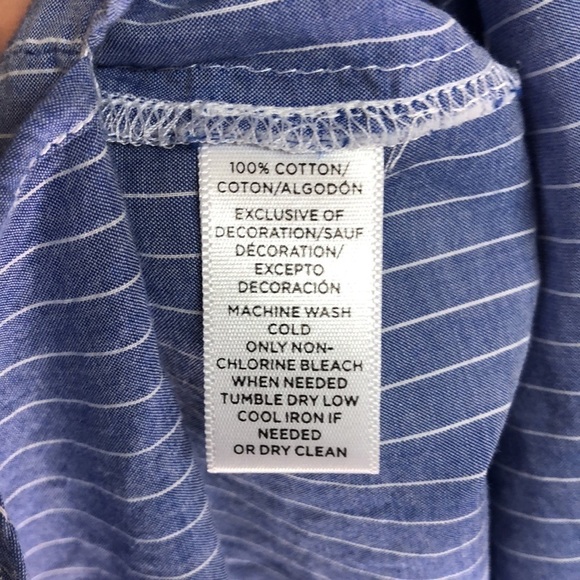 100% COTTON/
COTON/ALGODÓN
EXCLUSIVE OF
DECORATION/SAUF
DÉCORATION/
EXCEPTO
DECORACIÓN
MACHINE WASH
COLD
ONLY NON-
CHLORINE BLEACH
WHEN NEEDED
TUMBLE DRY LOW
COOL IRON IF
NEEDED
OR DRY CLEAN